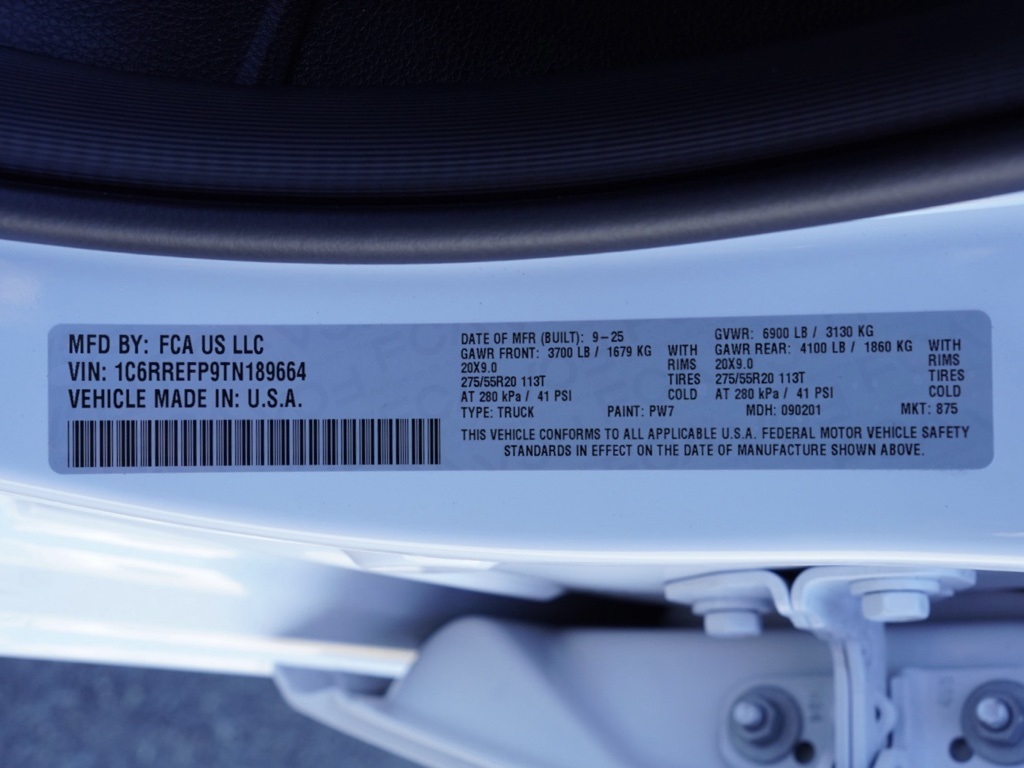 MFD BY: FCA US LLC
VIN: 1C6RREFP9TN189664
VEHICLE MADE IN: U.S.A.
DATE OF MFR (BUILT): 9-25 GVWR: 6900 LB / 3130 KG
GAWR FRONT: 3700 LB / 1679 KG WITH GAWR REAR: 4100 LB / 1860 KG WITH
20X9.0 RIMS 20X9.0 RIMS
275/55R20 113T TIRES 275/55R20 113T TIRES
AT 280 kPa / 41 PSI COLD AT 280 kPa / 41 PSI COLD
TYPE: TRUCK PAINT: PW7 MDH: 090201 MKT: 875
THIS VEHICLE CONFORMS TO ALL APPLICABLE U.S.A. FEDERAL MOTOR VEHICLE SAFETY
STANDARDS IN EFFECT ON THE DATE OF MANUFACTURE SHOWN ABOVE.